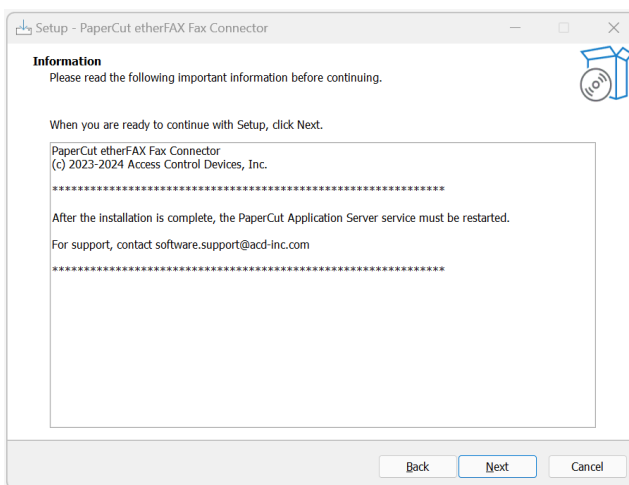 Setup - PaperCut etherFAX Fax Connector
Information
Please read the following important information before continuing.
When you are ready to continue with Setup, click Next.
PaperCut etherFAX Fax Connector
(c) 2023-2024 Access Control Devices, Inc.
**************************************************************
After the installation is complete, the PaperCut Application Server service must be restarted.
For support, contact software.support@acd-inc.com
**************************************************************
Back Next Cancel